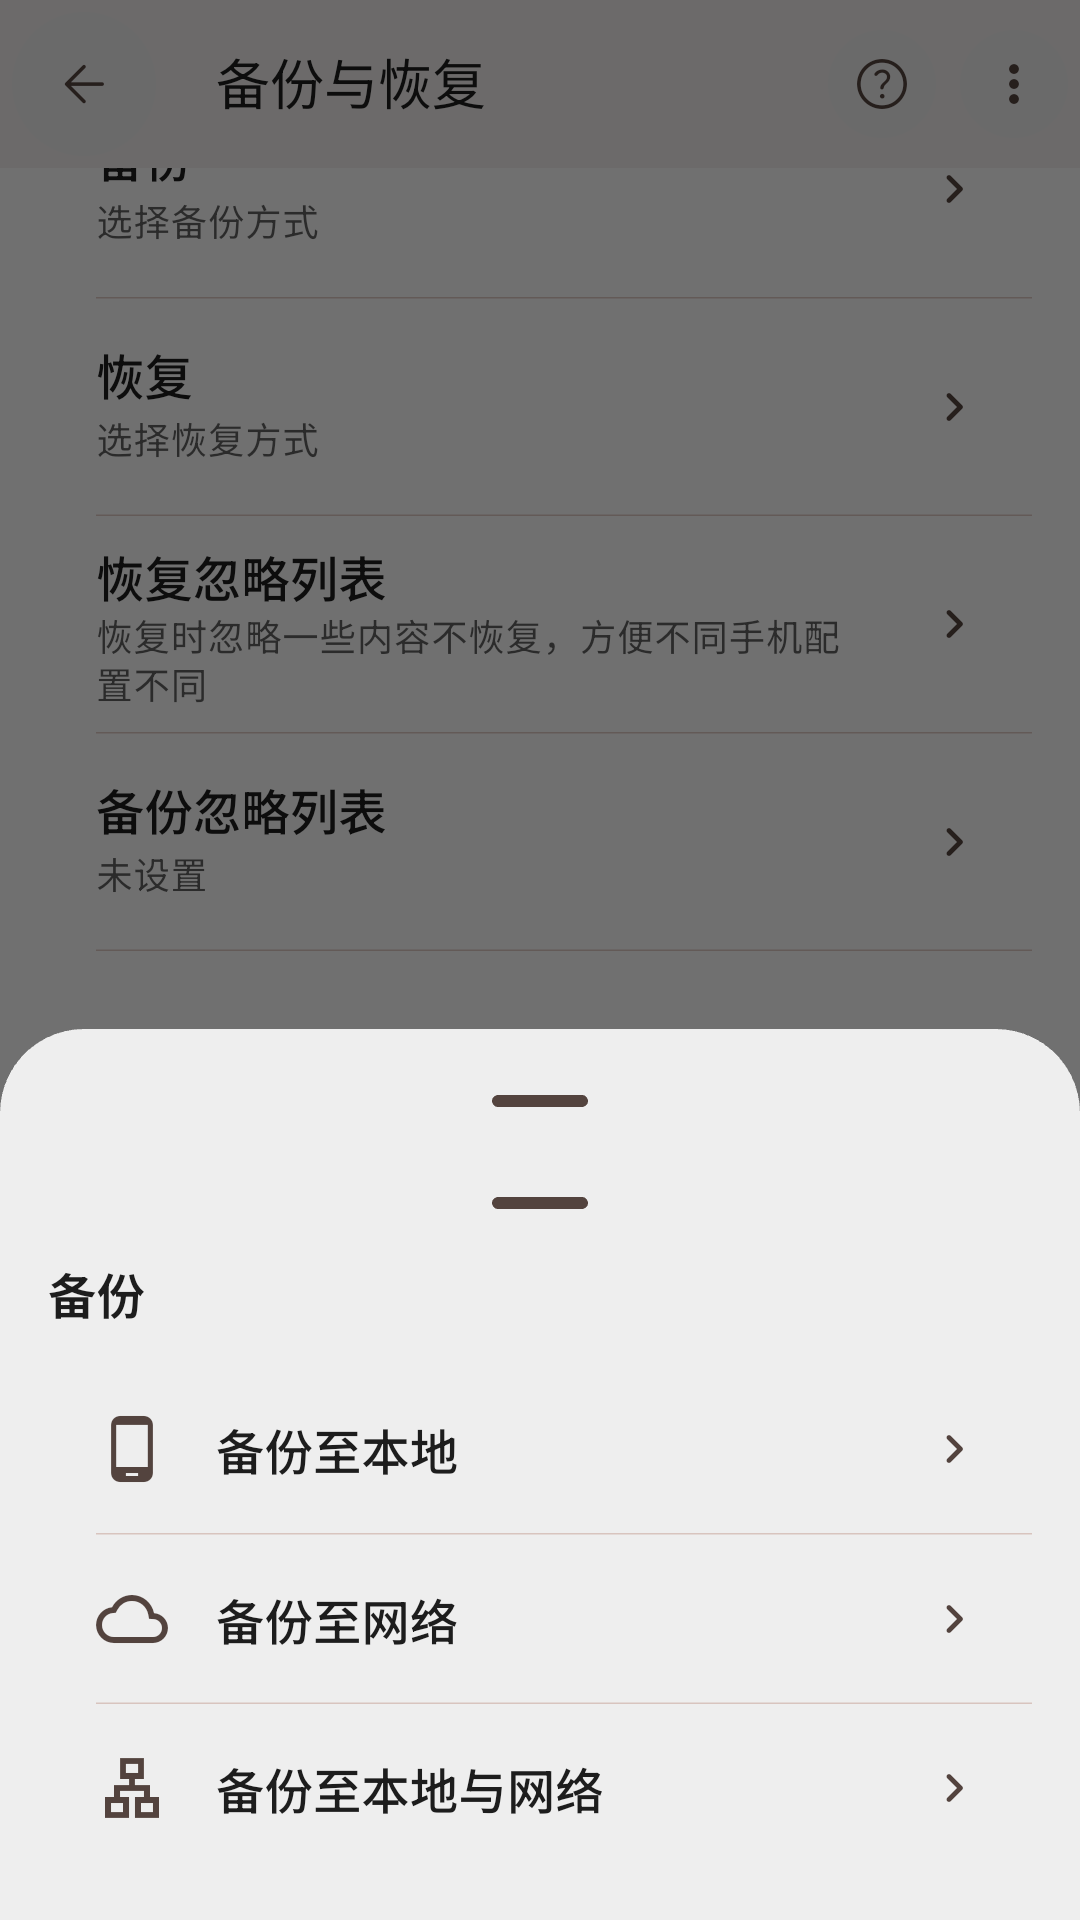 备份与恢复
备份
选择备份方式
恢复
选择恢复方式
恢复忽略列表
恢复时忽略一些内容不恢复，方便不同手机配
置不同
备份忽略列表
未设置
备份
备份至本地
备份至网络
备份至本地与网络